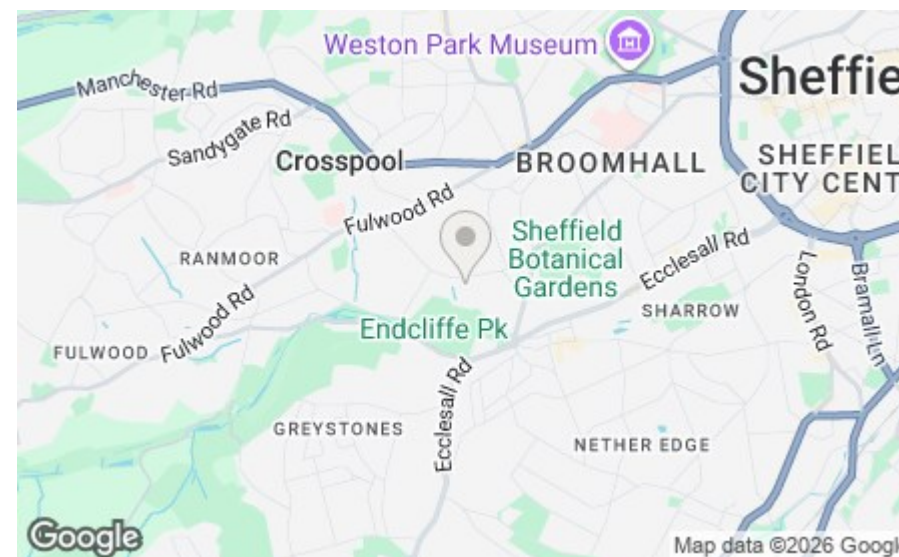 Weston Park Museum
Manchester Rd
Sheffie
Sandygate Rd
Crosspool
BROOMHALL
SHEFFIEL
CITY CENT
Fulwood Rd
Sheffield
Botanical
Gardens
Ecclesall Rd
RANMOOR
London Rd
Bramall Ln
SHARROW
Fulwood Rd
Endcliffe Pk
FULWOOD
Ecclesall Rd
GREYSTONES
NETHER EDGE
Google
Map data ©2026 Googl